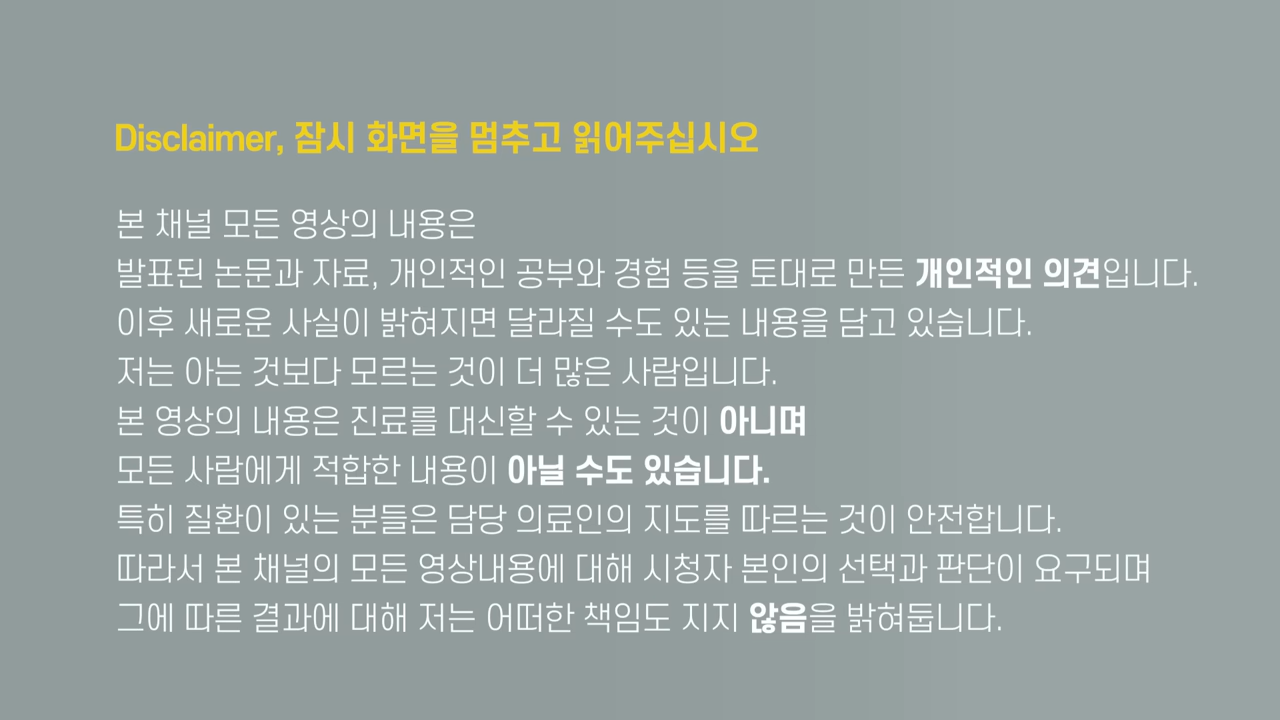 Disclaimer, 잠시 화면을 멈추고 읽어주십시오
본 채널 모든 영상의 내용은
발표된 논문과 자료, 개인적인 공부와 경험 등을 토대로 만든 개인적인 의견입니다.
이후 새로운 사실이 밝혀지면 달라질 수도 있는 내용을 담고 있습니다.
저는 아는 것보다 모르는 것이 더 많은 사람입니다.
본 영상의 내용은 진료를 대신할 수 있는 것이 아니며
모든 사람에게 적합한 내용이 아닐 수도 있습니다.
특히 질환이 있는 분들은 담당 의료인의 지도를 따르는 것이 안전합니다.
따라서 본 채널의 모든 영상내용에 대해 시청자 본인의 선택과 판단이 요구되며
그에 따른 결과에 대해 저는 어떠한 책임도 지지 않음을 밝혀둡니다.